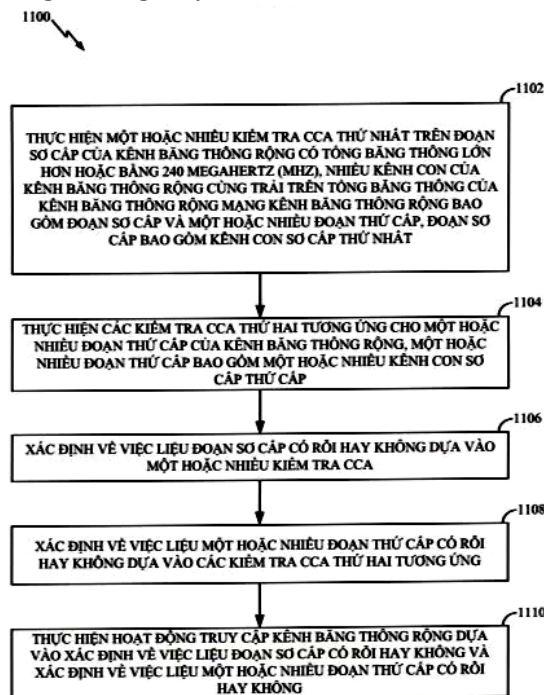 1100
1102
THỰC HIỆN MỘT HOẶC NHIỀU KIỂM TRA CCA THỨ NHẤT TRÊN ĐOẠN
SƠ CẤP CỦA KÊNH BĂNG THÔNG RỘNG CÓ TỔNG BĂNG THÔNG LỚN
HƠN HOẶC BẰNG 240 MEGAHERTZ (MHZ), NHIỀU KÊNH CON CỦA
KÊNH BĂNG THÔNG RỘNG CÙNG TRẢI TRÊN TỔNG BĂNG THÔNG CỦA
KÊNH BĂNG THÔNG RỘNG MẠNG KÊNH BĂNG THÔNG RỘNG BAO
GỒM ĐOẠN SƠ CẤP VÀ MỘT HOẶC NHIỀU ĐOẠN THỨ CẤP, ĐOẠN SƠ
CẤP BAO GỒM KÊNH CON SƠ CẤP THỨ NHẤT
1104
THỰC HIỆN CÁC KIỂM TRA CCA THỨ HAI TƯƠNG ỨNG CHO MỘT HOẶC
NHIỀU ĐOẠN THỨ CẤP CỦA KÊNH BĂNG THÔNG RỘNG, MỘT HOẶC
NHIỀU ĐOẠN THỨ CẤP BAO GỒM MỘT HOẶC NHIỀU KÊNH CON SƠ
CẤP THỨ CẤP
1106
XÁC ĐỊNH VỀ VIỆC LIỆU ĐOẠN SƠ CẤP CÓ RỖI HAY KHÔNG DỰA VÀO
MỘT HOẶC NHIỀU KIỂM TRA CCA
1108
XÁC ĐỊNH VỀ VIỆC LIỆU MỘT HOẶC NHIỀU ĐOẠN THỨ CẤP CÓ RỖI
HAY KHÔNG DỰA VÀO CÁC KIỂM TRA CCA THỨ HAI TƯƠNG ỨNG
1110
THỰC HIỆN HOẠT ĐỘNG TRUY CẬP KÊNH BĂNG THÔNG RỘNG DỰA
VÀO XÁC ĐỊNH VỀ VIỆC LIỆU ĐOẠN SƠ CẤP CÓ RỖI HAY KHÔNG VÀ
XÁC ĐỊNH VỀ VIỆC LIỆU MỘT HOẶC NHIỀU ĐOẠN THỨ CẤP CÓ RỖI
HAY KHÔNG